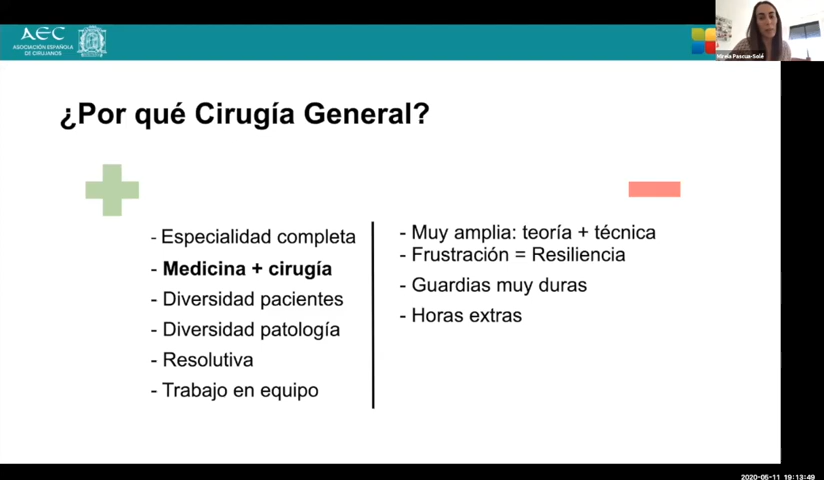 AEC
ASOCIACIÓN ESPAÑOLA
DE CIRUJANOS
Mireia Pascua-Solé
¿Por qué Cirugía General?
- Especialidad completa
- Medicina + cirugía
- Diversidad pacientes
- Diversidad patología
- Resolutiva
- Trabajo en equipo
- Muy amplia: teoría + técnica
- Frustración = Resiliencia
- Guardias muy duras
- Horas extras
2020-05-11 19:13:49